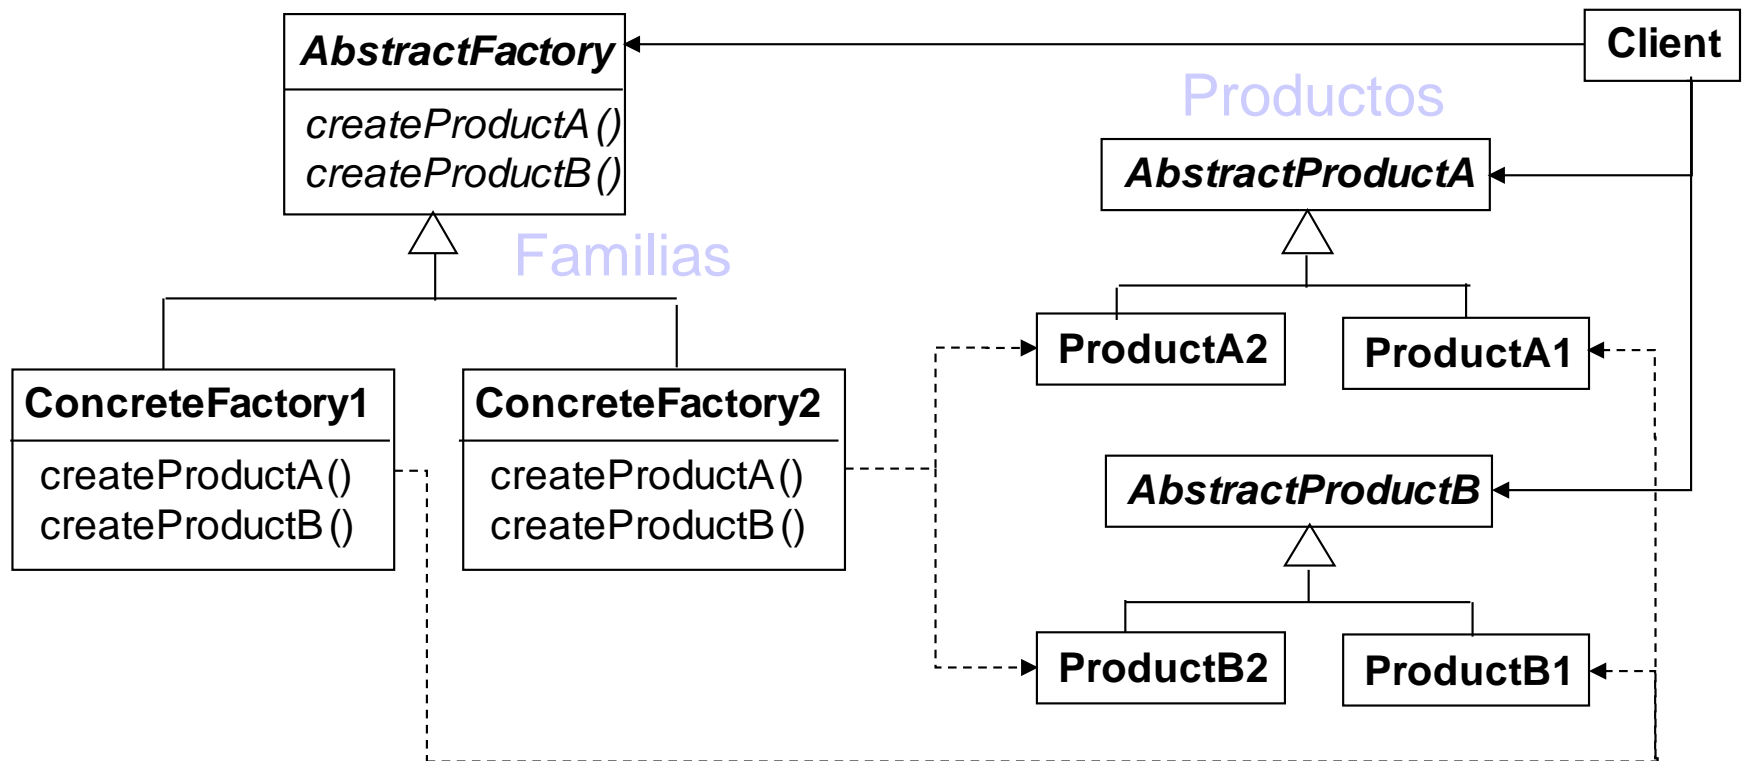 AbstractFactory
createProductA()
createProductB()
Client
Productos
AbstractProductA
Familias
ProductA2
ProductA1
ConcreteFactory1
createProductA()
createProductB()
ConcreteFactory2
createProductA()
createProductB()
AbstractProductB
ProductB2
ProductB1